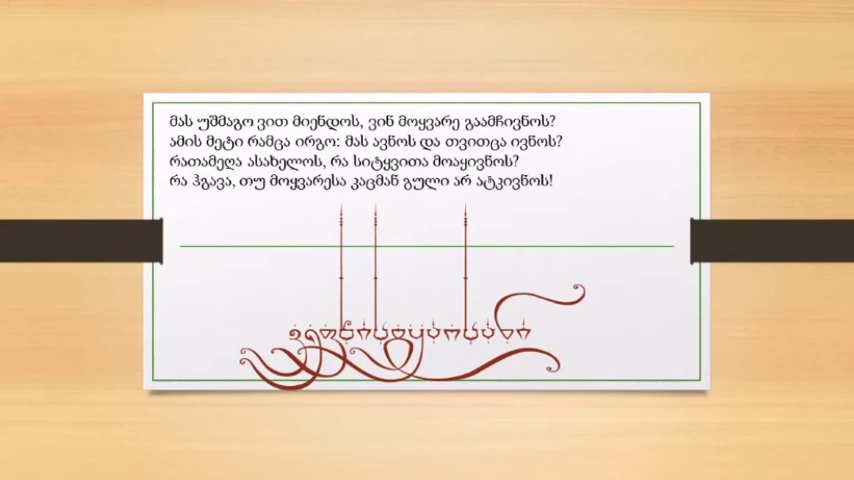 მას უშმაგო ვით მიენდოს, ვინ მოყვარე გაამჩივნოს?
ამის მეტი რამცა ირგო: მას ავნოს და თვითცა ივნოს?
რათამეღა ასახელოს, რა სიტყვითა მოაყივნოს?
რა ჰგავა, თუ მოყვარესა კაცმან გული არ ატკივნოს!